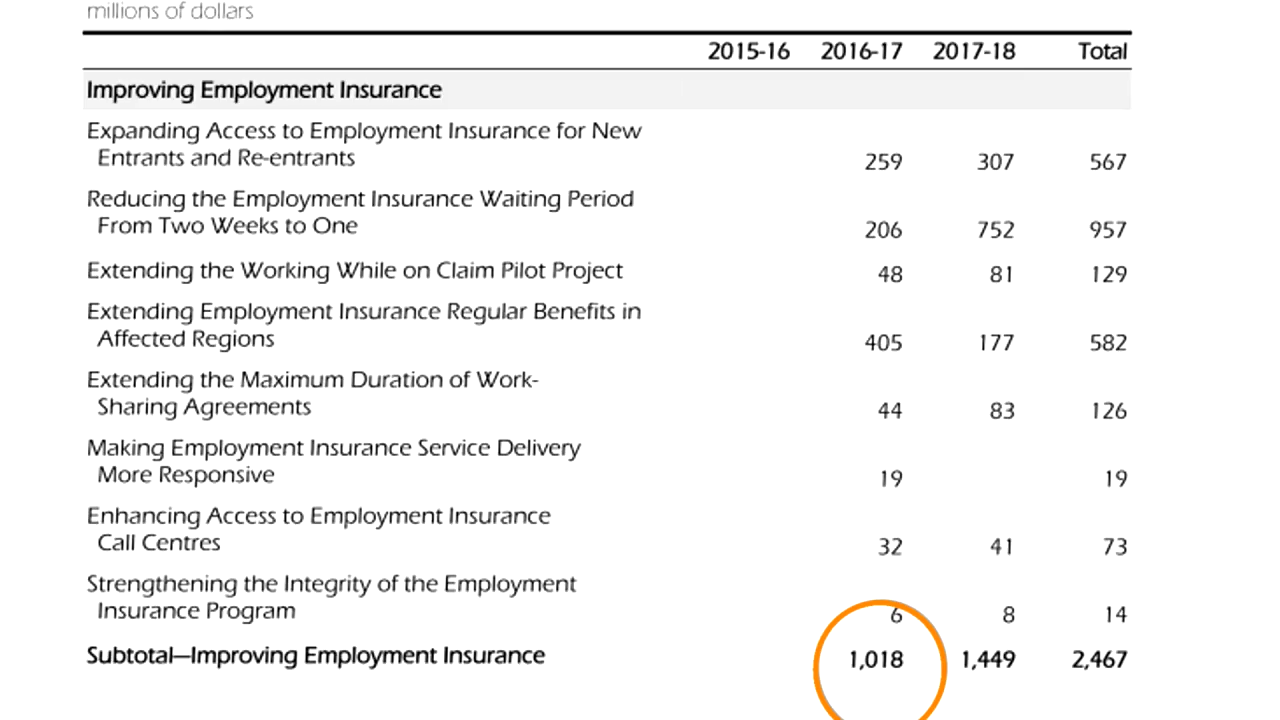 millions of dollars
2015-16 2016-17 2017-18 Total
Improving Employment Insurance
Expanding Access to Employment Insurance for New
Entrants and Re-entrants 259 307 567
Reducing the Employment Insurance Waiting Period
From Two Weeks to One 206 752 957
Extending the Working While on Claim Pilot Project 48 81 129
Extending Employment Insurance Regular Benefits in
Affected Regions 405 177 582
Extending the Maximum Duration of Work-
Sharing Agreements 44 83 126
Making Employment Insurance Service Delivery
More Responsive 19 19
Enhancing Access to Employment Insurance
Call Centres 32 41 73
Strengthening the Integrity of the Employment
Insurance Program 6 8 14
Subtotal—Improving Employment Insurance 1,018 1,449 2,467